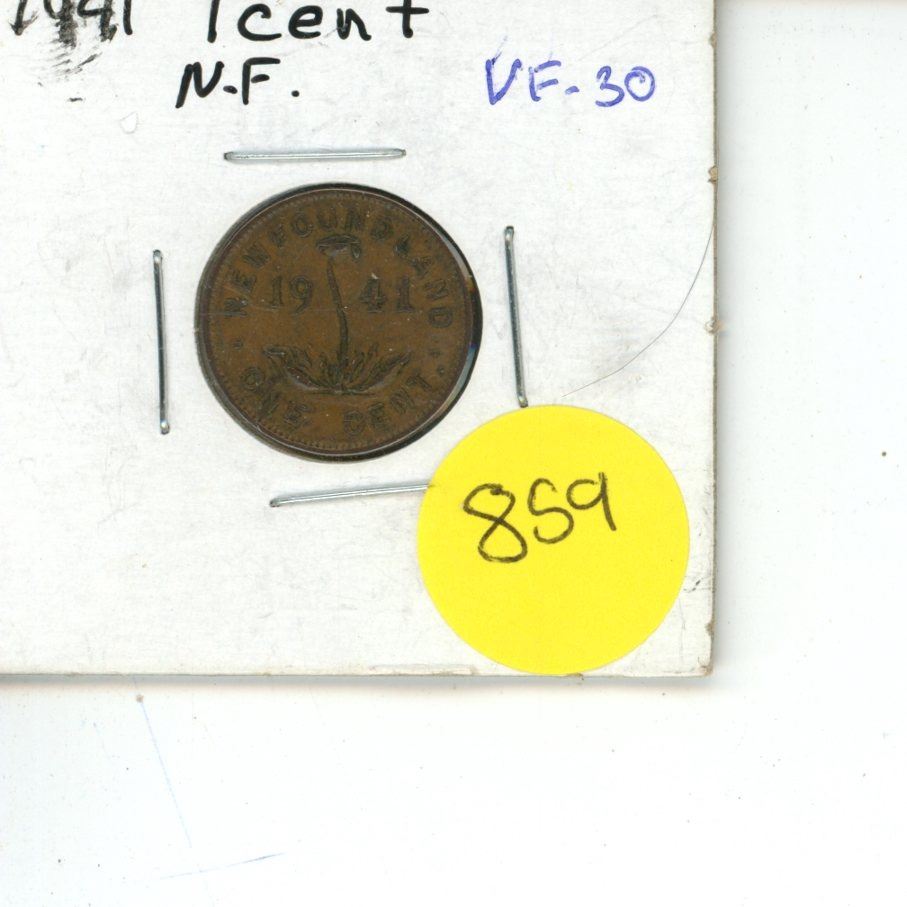 1941 1cent
N.F. VF-30
NEWFOUNDLAND
1941
ONE CENT
859